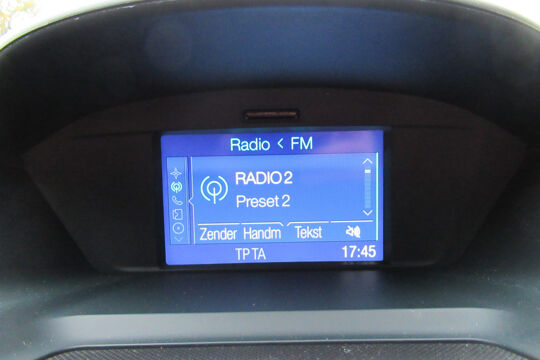 Radio < FM
RADIO 2
Preset 2
Zender Handm Tekst
TP TA 17:45